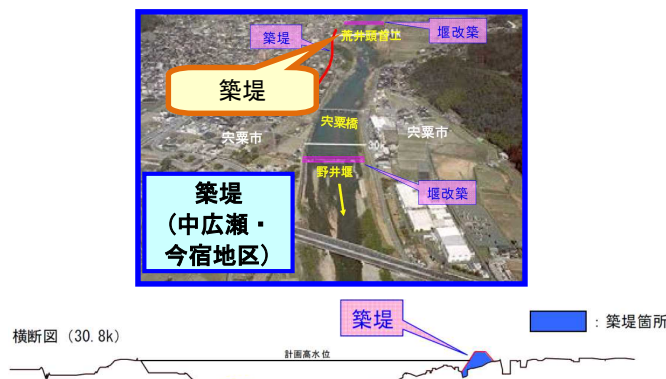 築堤
荒井頭首工
堰改築
築堤
宍粟橋
宍粟市
宍粟市
30
野井堰
堰改築
築堤
(中広瀬・
今宿地区)
築堤
:築堤箇所
横断図(30.8k)
計画高水位